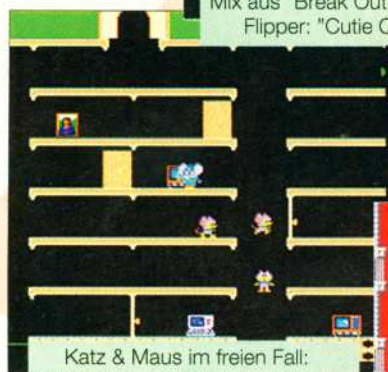 Mix aus "Break Out
Flipper: "Cutie
Katz & Maus im freien Fall: